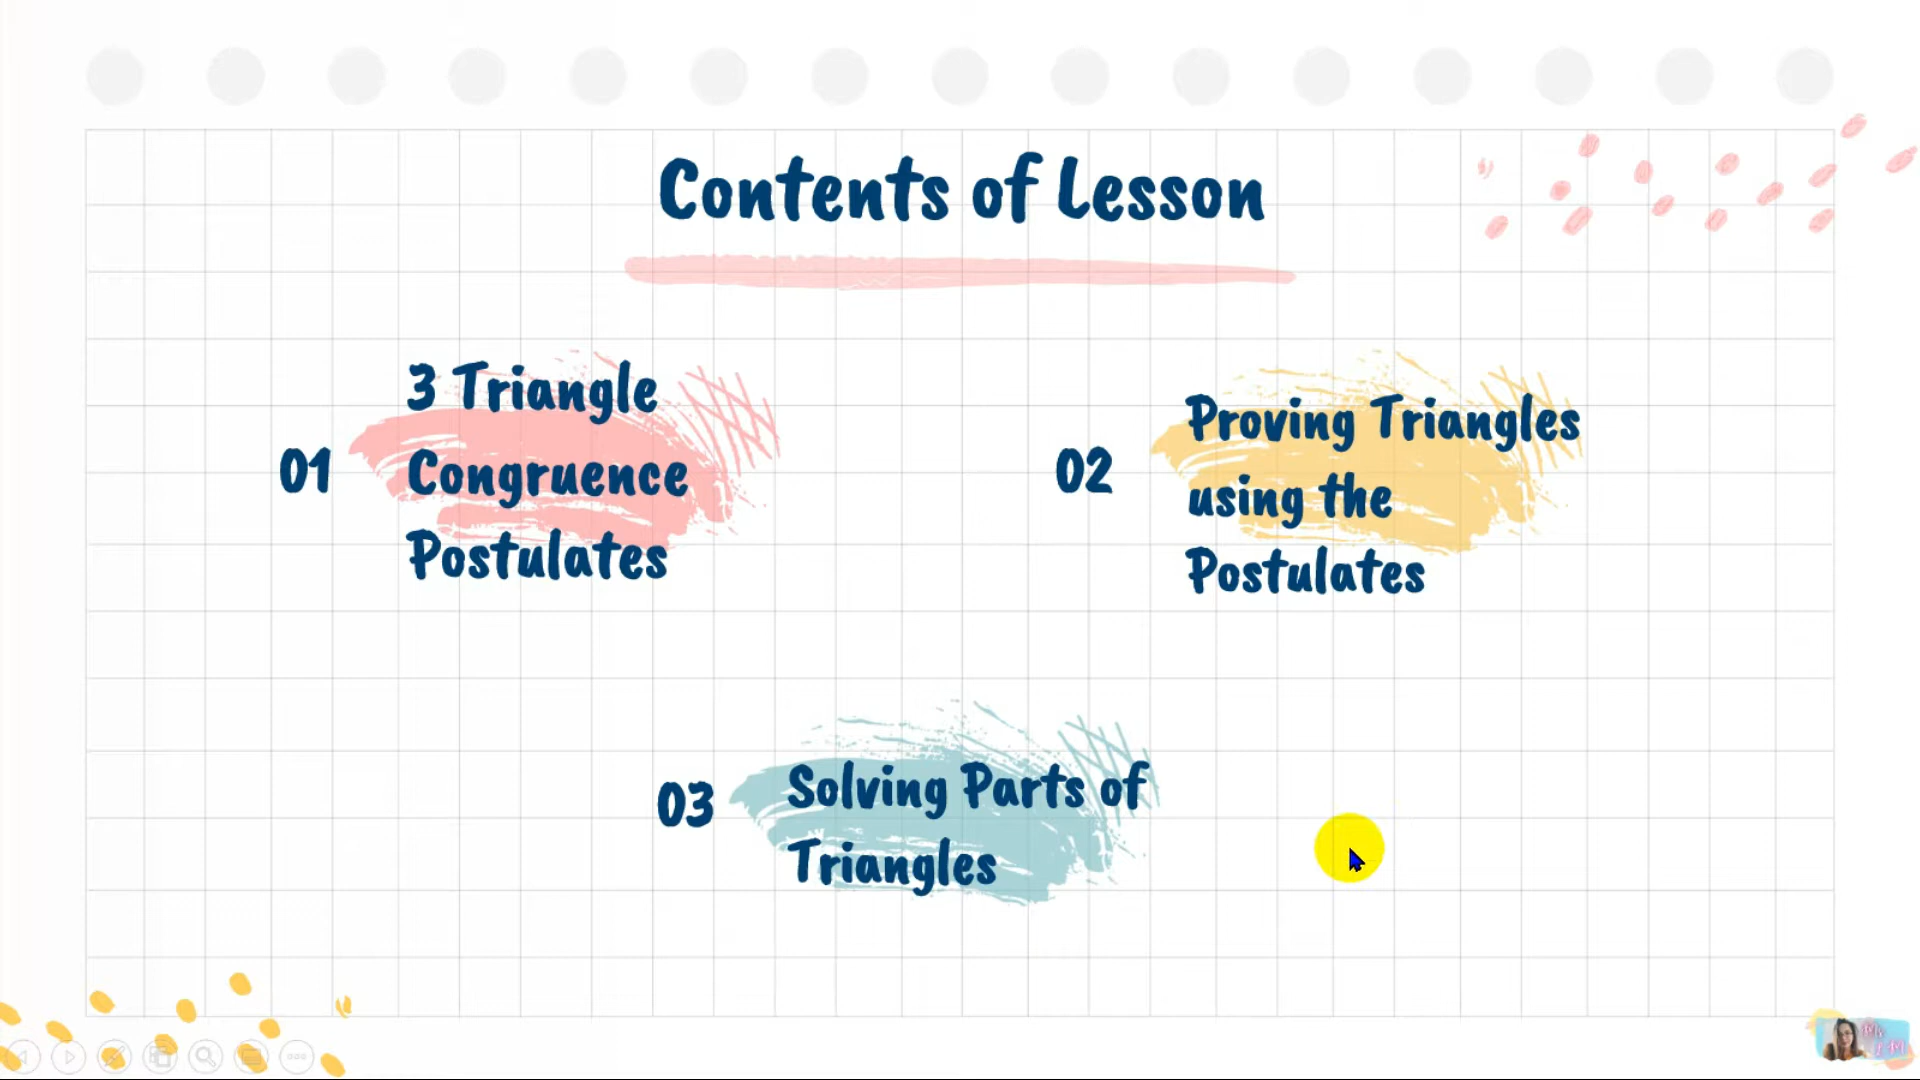 Contents of Lesson
01
3 Triangle
Congruence
Postulates
02
Proving Triangles
using the
Postulates
03
Solving Parts of
Triangles